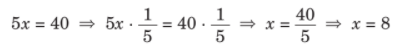 5x = 40 ⇒ 5x · 1/5 = 40 · 1/5 ⇒ x = 40/5 ⇒ x = 8